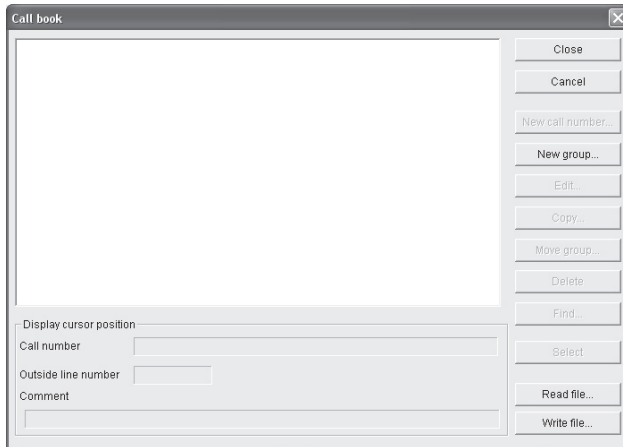 Call book
Close
Cancel
New call number...
New group...
Edit...
Copy...
Move group...
Delete
Find...
Select
Read file...
Write file...
Display cursor position
Call number
Outside line number
Comment